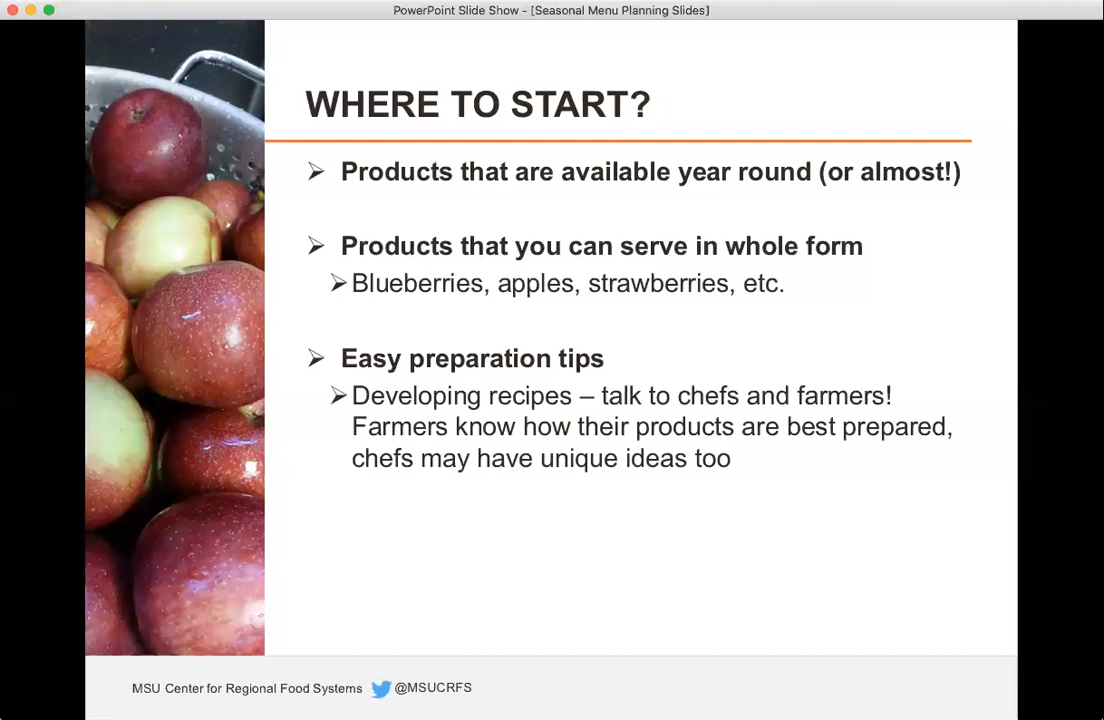 PowerPoint Slide Show - [Seasonal Menu Planning Slides]
WHERE TO START?
Products that are available year round (or almost!)
Products that you can serve in whole form
Blueberries, apples, strawberries, etc.
Easy preparation tips
Developing recipes – talk to chefs and farmers!
Farmers know how their products are best prepared,
chefs may have unique ideas too
MSU Center for Regional Food Systems @MSUCRFS